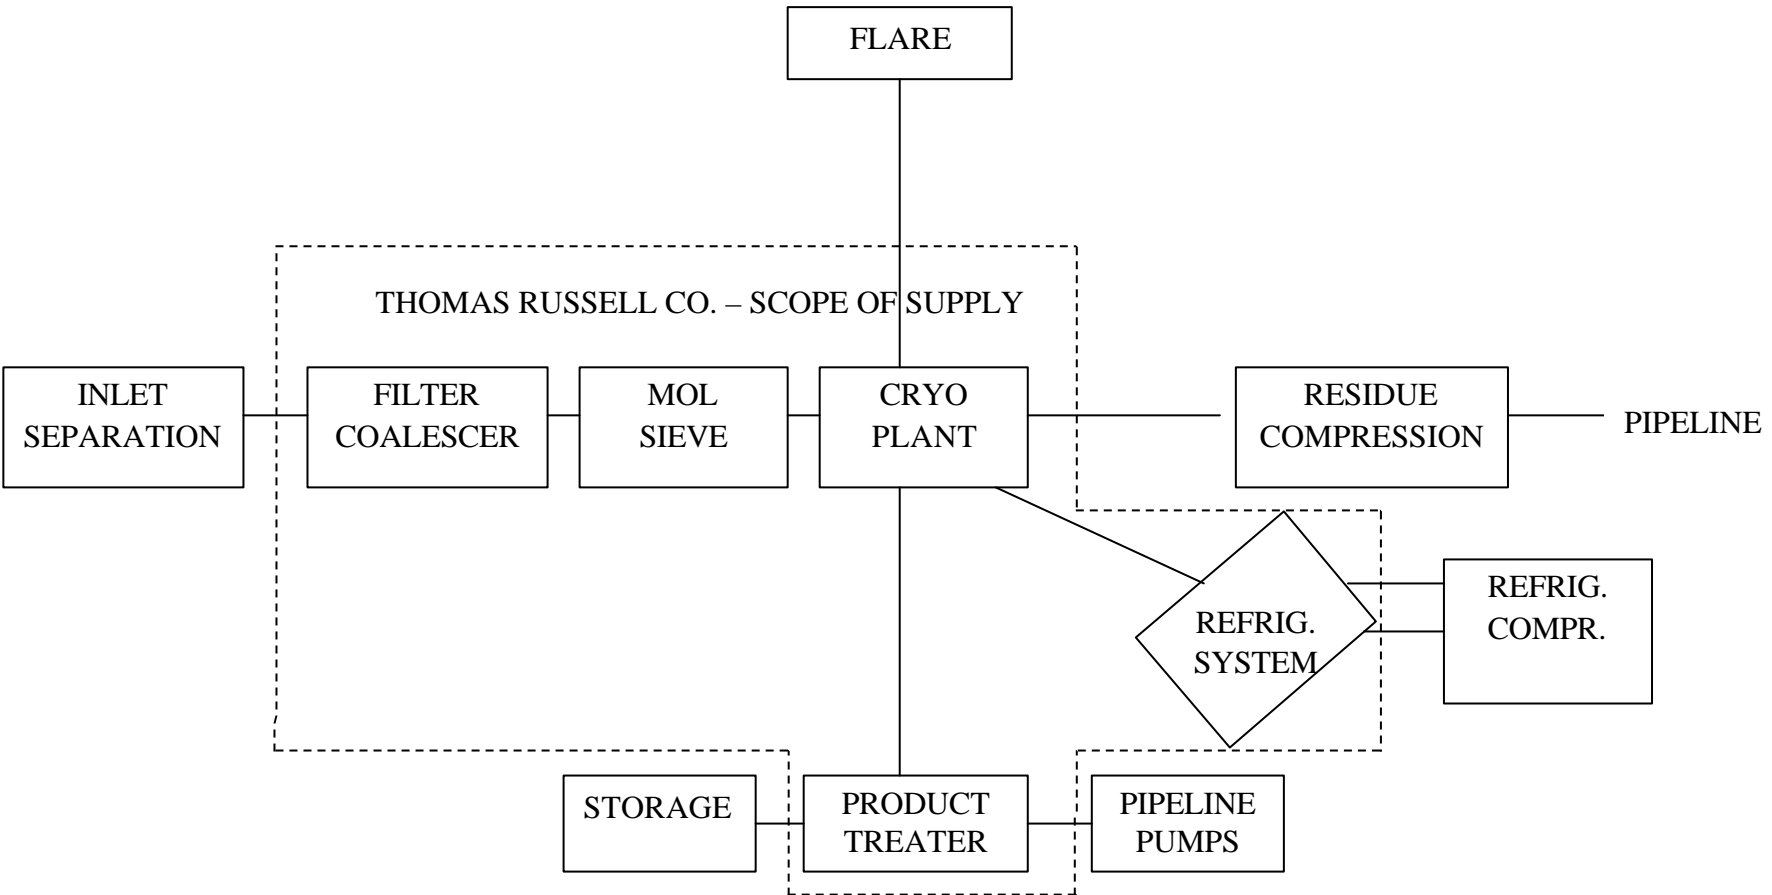 FLARE
THOMAS RUSSELL CO. – SCOPE OF SUPPLY
INLET
SEPARATION
FILTER
COALESCER
MOL
SIEVE
CRYO
PLANT
RESIDUE
COMPRESSION
PIPELINE
REFRIG.
SYSTEM
REFRIG.
COMPR.
STORAGE
PRODUCT
TREATER
PIPELINE
PUMPS